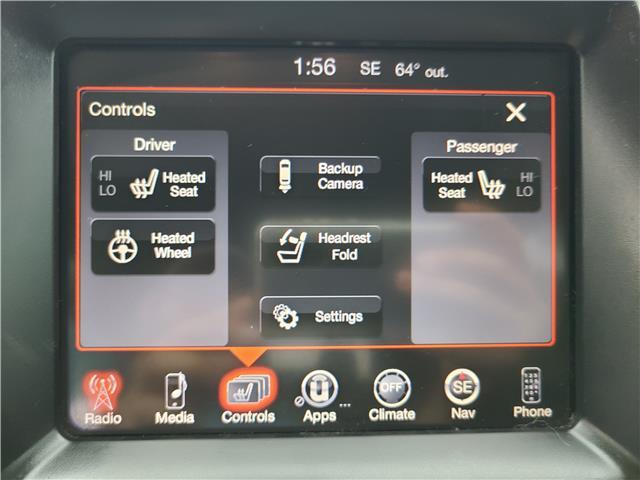 1:56 SE 64° out.
Controls
Driver
Passenger
HI
LO
Heated
Seat
Backup
Camera
Heated
Seat
HI
LO
Heated
Wheel
Headrest
Fold
Settings
OFF
SE
Radio
Media
Controls
Apps
...
Climate
Nav
Phone